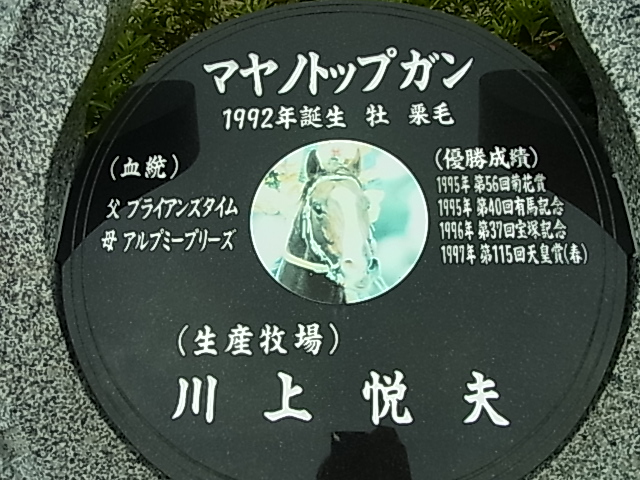 マヤノトップガン
1992年誕生 牡 栗毛
(血統)
父 ブライアンズタイム
母 アルプミープリーズ
(優勝成績)
1995年 第56回菊花賞
1995年 第40回有馬記念
1996年 第37回宝塚記念
1997年 第115回天皇賞(春)
(生産牧場)
川上悦夫